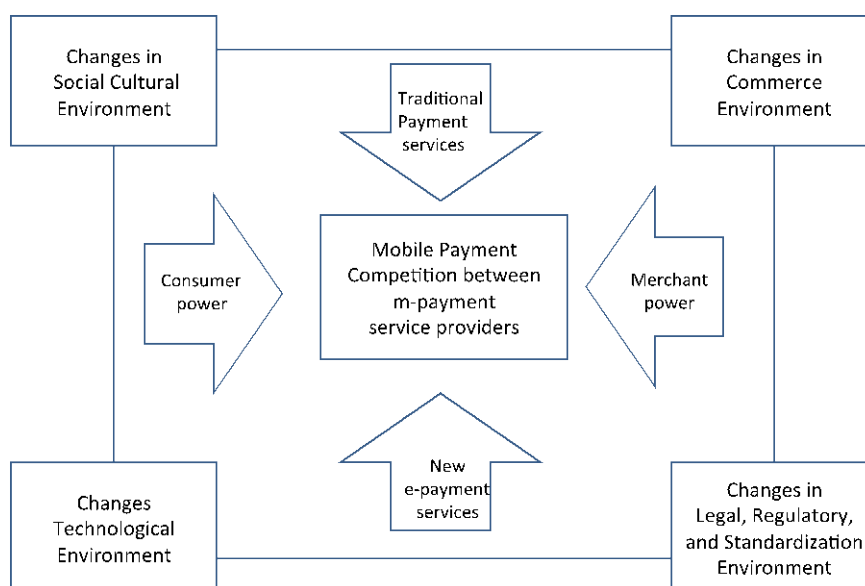 Changes in
Social Cultural
Environment
Traditional
Payment
services
Changes in
Commerce
Environment
Consumer
power
Mobile Payment
Competition between
m-payment
service providers
Merchant
power
Changes
Technological
Environment
New
e-payment
services
Changes in
Legal, Regulatory,
and Standardization
Environment